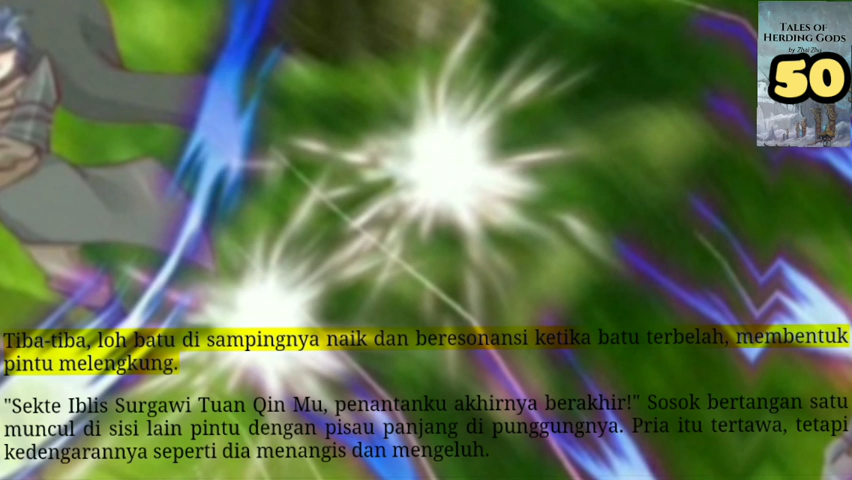 TALES OF
HERDING GODS
by Zhai Zhu
50
Tiba-tiba, loh batu di sampingnya naik dan beresonansi ketika batu terbelah, membentuk
pintu melengkung.
"Sekte Iblis Surgawi Tuan Qin Mu, penantanku akhirnya berakhir!" Sosok bertangan satu
muncul di sisi lain pintu dengan pisau panjang di punggungnya. Pria itu tertawa, tetapi
kedengarannya seperti dia menangis dan mengeluh.